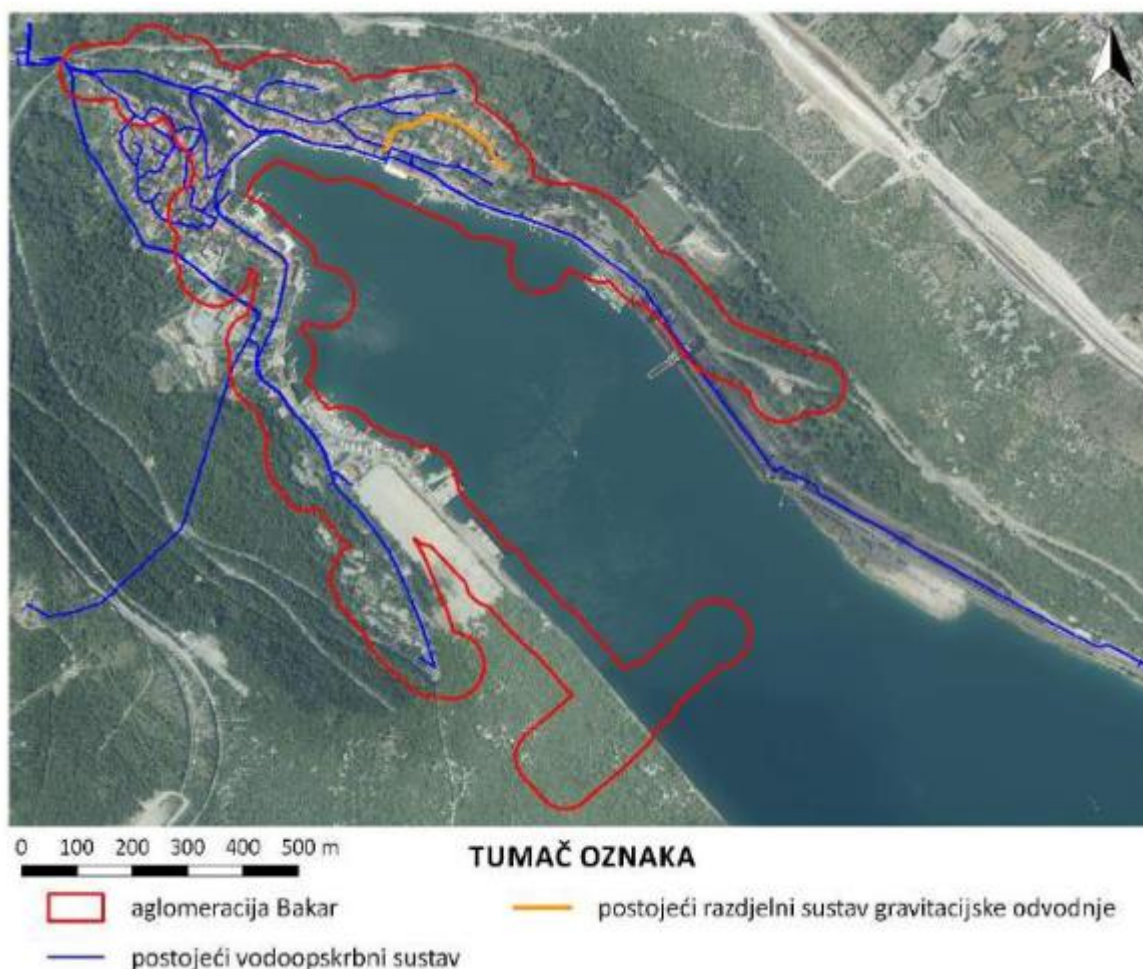 0 100 200 300 400 500 m
TUMAČ OZNAKA
aglomeracija Bakar
postojeći razdjelni sustav gravitacijske odvodnje
postojeći vodoopskrbni sustav